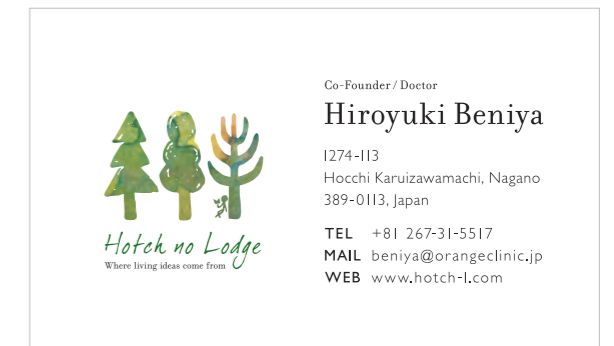 Co-Founder / Doctor
Hiroyuki Beniya
1274-113
Hocchi Karuizawamachi, Nagano
389-0113, Japan
TEL +81 267-31-5517
MAIL beniya@orangeclinic.jp
WEB www.hotch-l.com
Hotch no Lodge
Where living ideas come from